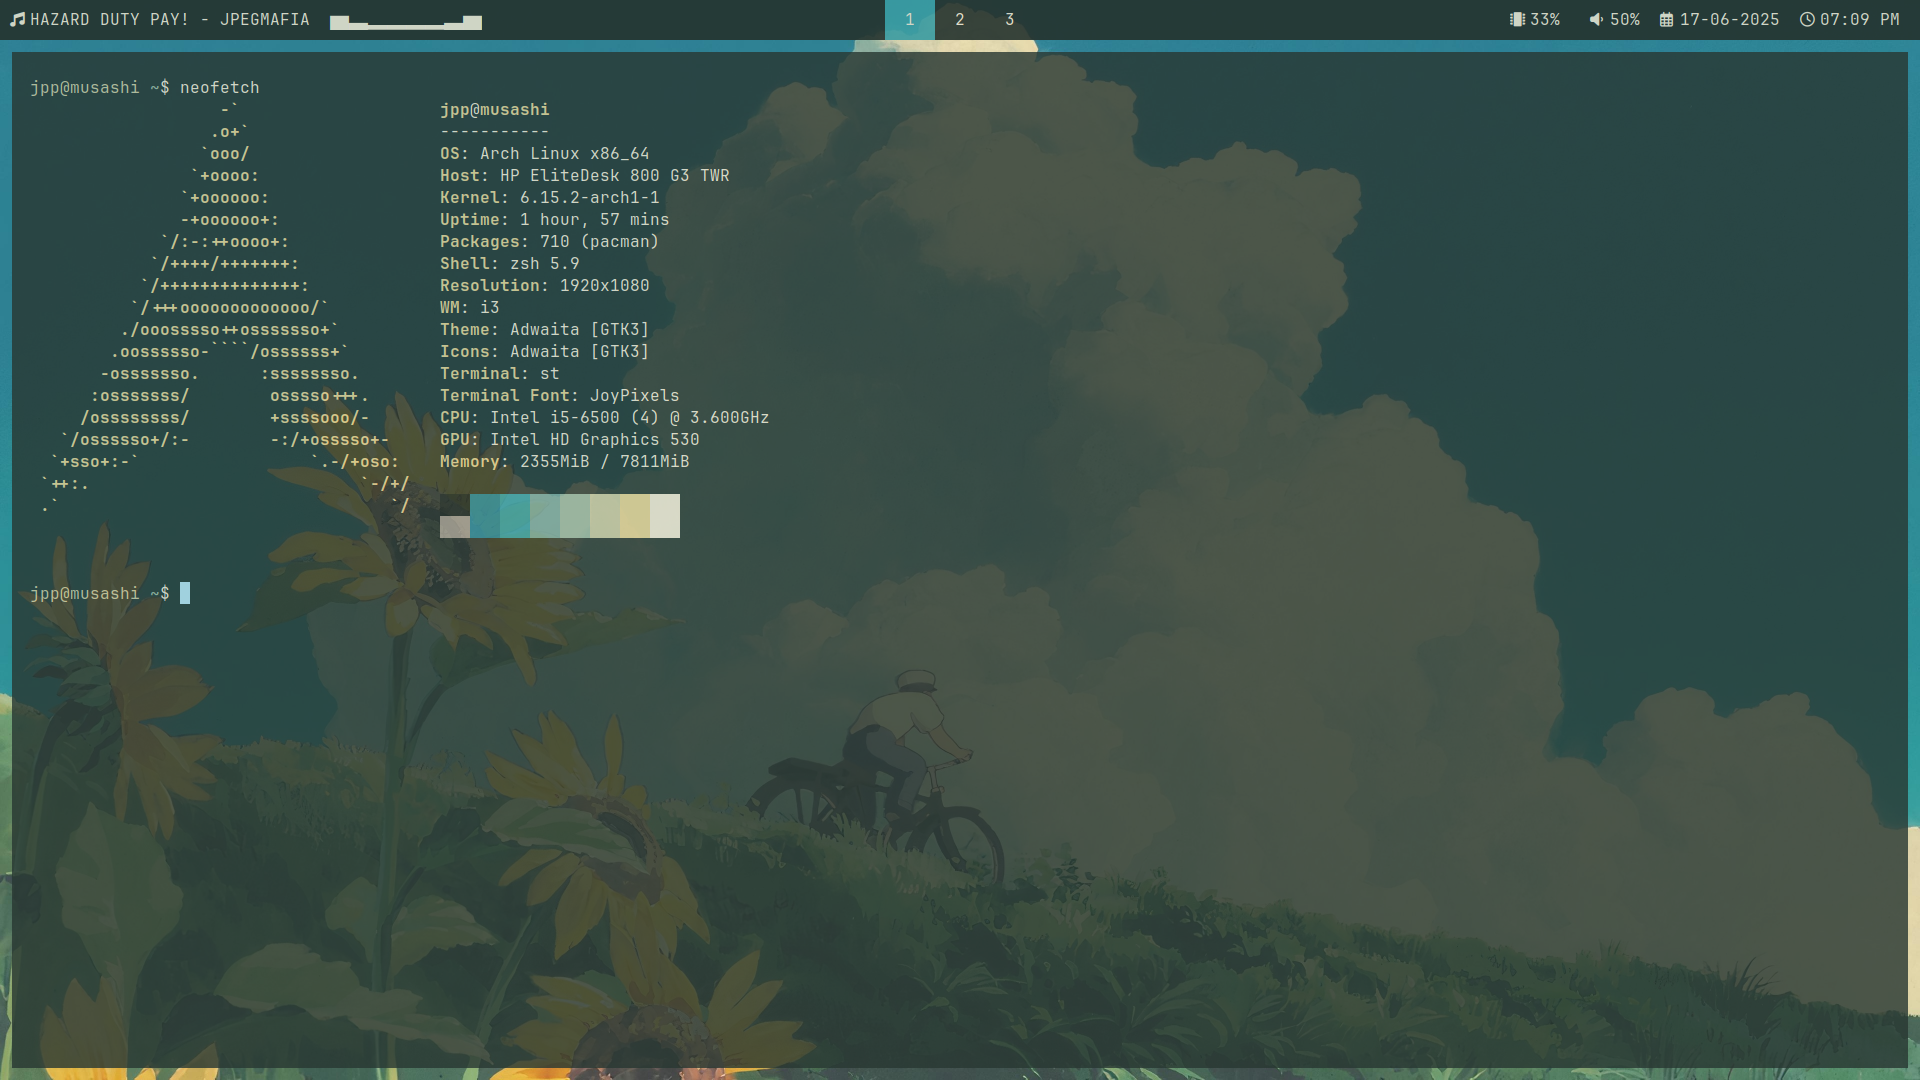 HAZARD DUTY PAY! - JPEGMAFIA
1 2 3
33% 50% 17-06-2025 07:09 PM
jpp@musashi ~$ neofetch
                   -`                    jpp@musashi
                  .o+`                   -----------
                 `ooo/                   OS: Arch Linux x86_64
                `+oooo:                  Host: HP EliteDesk 800 G3 TWR
               `+oooooo:                 Kernel: 6.15.2-arch1-1
               -+oooooo+:                Uptime: 1 hour, 57 mins
             `/:-:++oooo+:               Packages: 710 (pacman)
            `/++++/+++++++:              Shell: zsh 5.9
           `/++++++++++++++:             Resolution: 1920x1080
          `/+++ooooooooooooo/`           WM: i3
         ./ooosssso++osssssso+`          Theme: Adwaita [GTK3]
        .oossssso-````/ossssss+`         Icons: Adwaita [GTK3]
       -osssssso.      :ssssssso.        Terminal: st
      :osssssss/        osssso+++.       Terminal Font: JoyPixels
     /ossssssss/        +ssssooo/-       CPU: Intel i5-6500 (4) @ 3.600GHz
   `/ossssso+/:-        -:/+osssso+-     GPU: Intel HD Graphics 530
  `+sso+:-`                 `.-/+oso:    Memory: 2355MiB / 7811MiB
 `++:.                           `-/+/
 .`                                 `/
jpp@musashi ~$